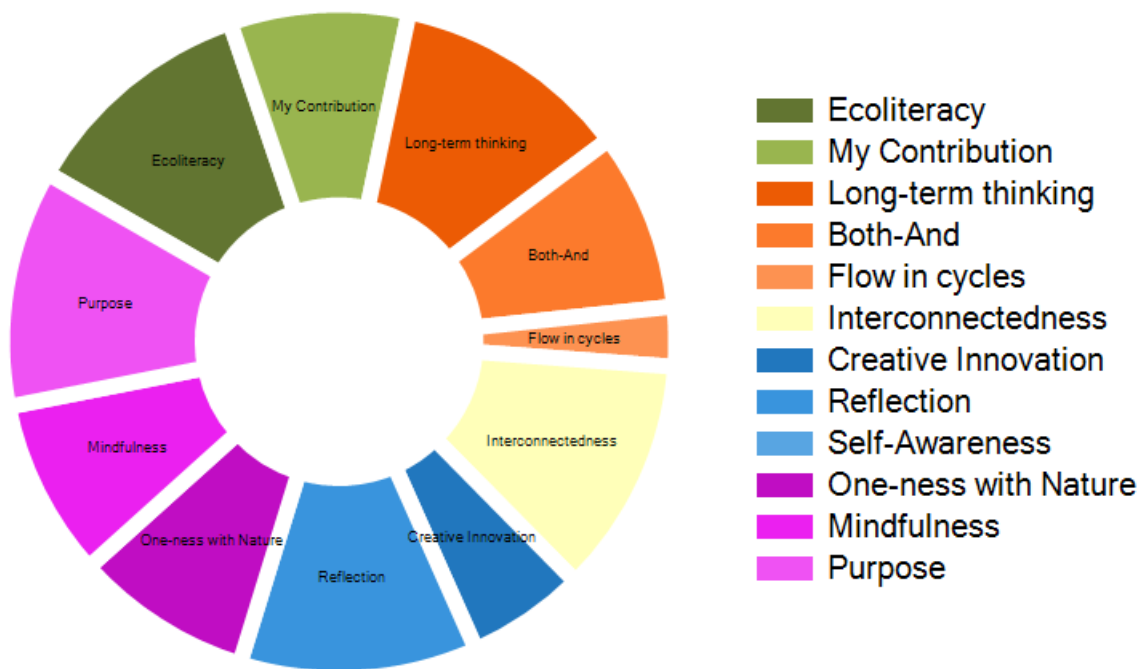 My Contribution
Long-term thinking
Ecoliteracy
Both-And
Purpose
Flow in cycles
Interconnectedness
Mindfulness
Creative Innovation
One-ness with Nature
Reflection
Ecoliteracy
My Contribution
Long-term thinking
Both-And
Flow in cycles
Interconnectedness
Creative Innovation
Reflection
Self-Awareness
One-ness with Nature
Mindfulness
Purpose